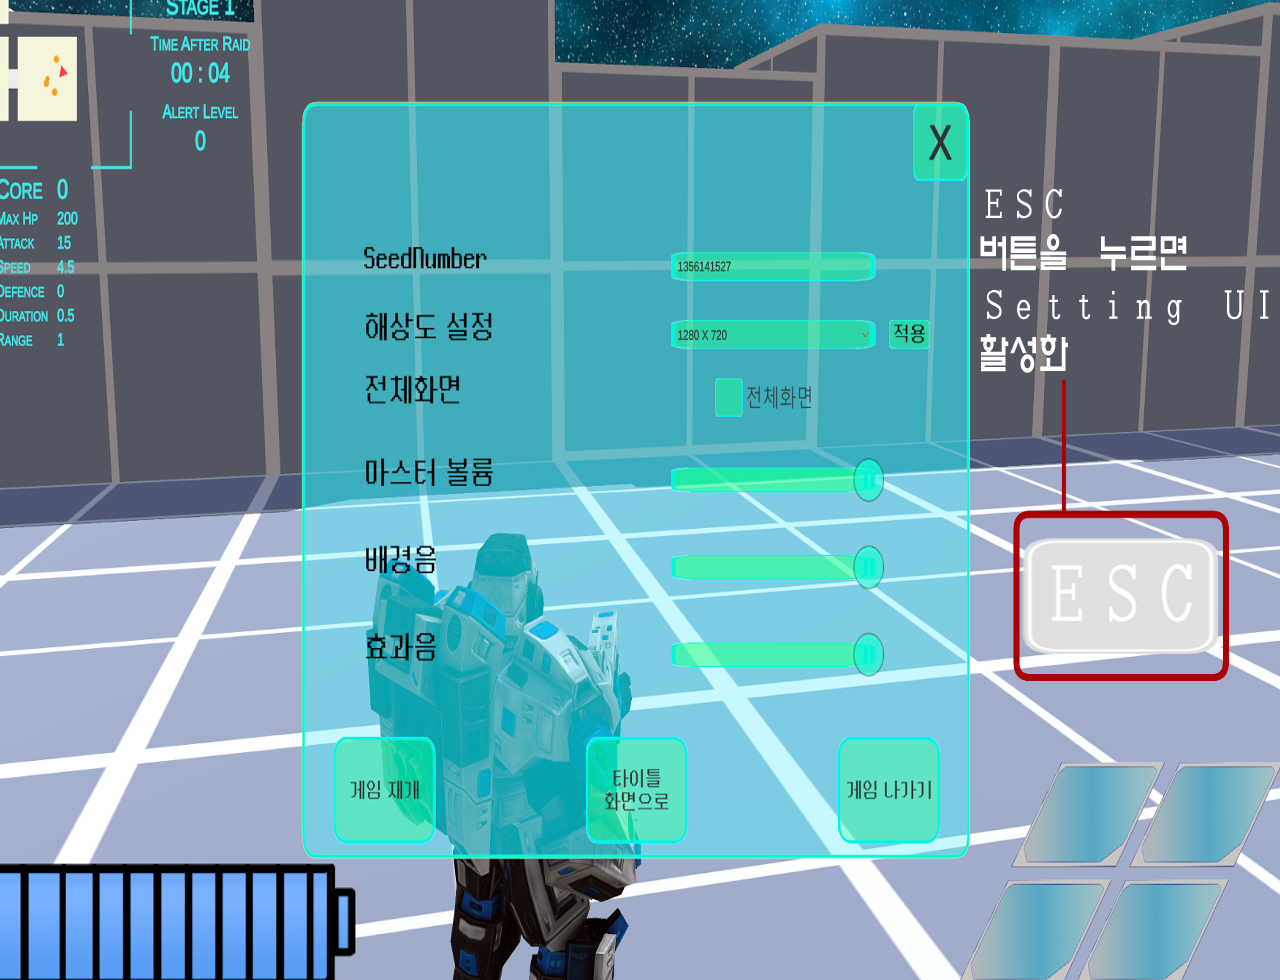 STAGE 1
TIME AFTER RAID
00 : 04
ALERT LEVEL
0
CORE 0
MAX HP 200
ATTACK 15
SPEED 4.5
DEFENCE 0
DURATION 0.5
RANGE 1
X
SeedNumber 1356141527
해상도 설정 1280 X 720 적용
전체화면 전체화면
마스터 볼륨
배경음
효과음
게임 재개
타이틀
화면으로
게임 나가기
ESC
버튼을 누르면
Setting UI
활성화
ESC